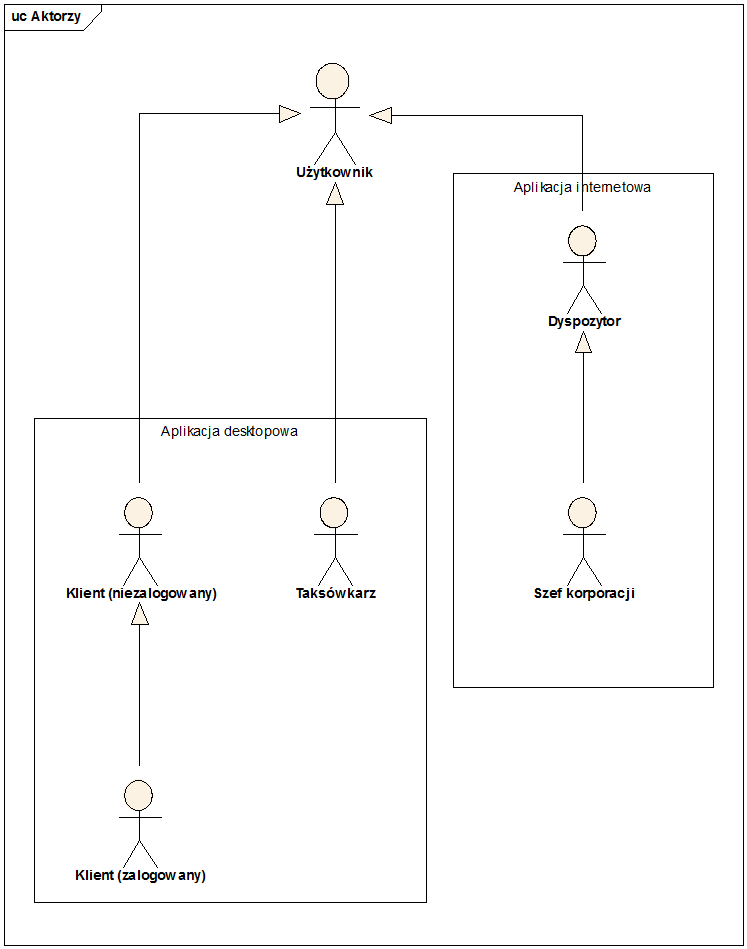 uc Aktorzy
Użytkownik
Aplikacja internetowa
Dyspozytor
Aplikacja desktopowa
Klient (niezalogowany)
Taksówkarz
Szef korporacji
Klient (zalogowany)